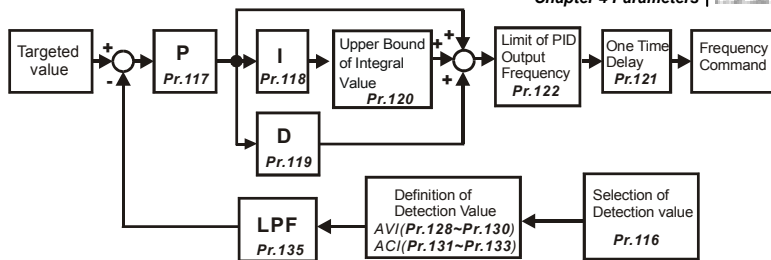 Chapter 4 Parameters |
Targeted
value
+
-
P
Pr.117
I
Pr.118
Upper Bound
of Integral
Value
Pr.120
+
+
+
Limit of PID
Output
Frequency
Pr.122
One Time
Delay
Pr.121
Frequency
Command
D
Pr.119
LPF
Pr.135
Definition of
Detection Value
AVI(Pr.128~Pr.130)
ACI(Pr.131~Pr.133)
Selection of
Detection value
Pr.116